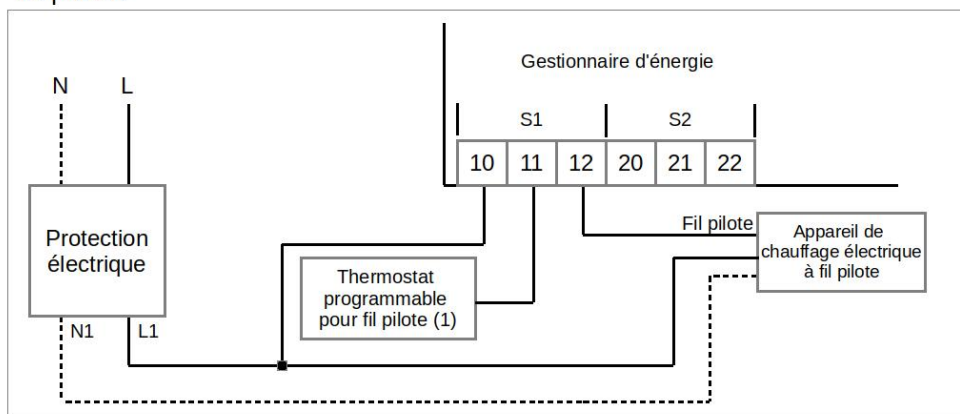 Gestionnaire d'énergie
N L
S1 S2
10 11 12 20 21 22
Protection
électrique
Fil pilote
Appareil de
chauffage électrique
à fil pilote
Thermostat
programmable
pour fil pilote (1)
N1 L1